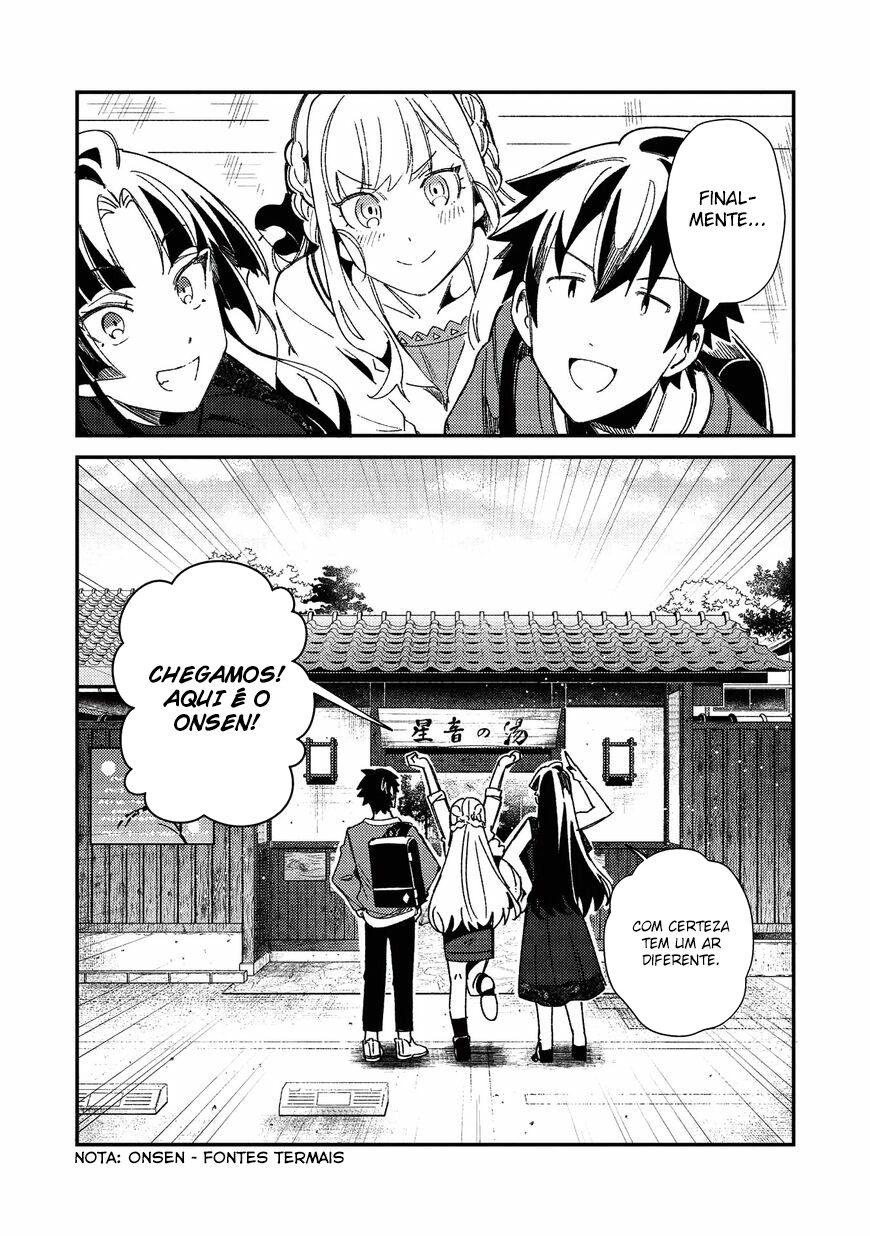 FINAL-
MENTE...
CHEGAMOS!
AQUI É O
ONSEN!
星音の湯
COM CERTEZA
TEM UM AR
DIFERENTE.
NOTA: ONSEN - FONTES TERMAIS